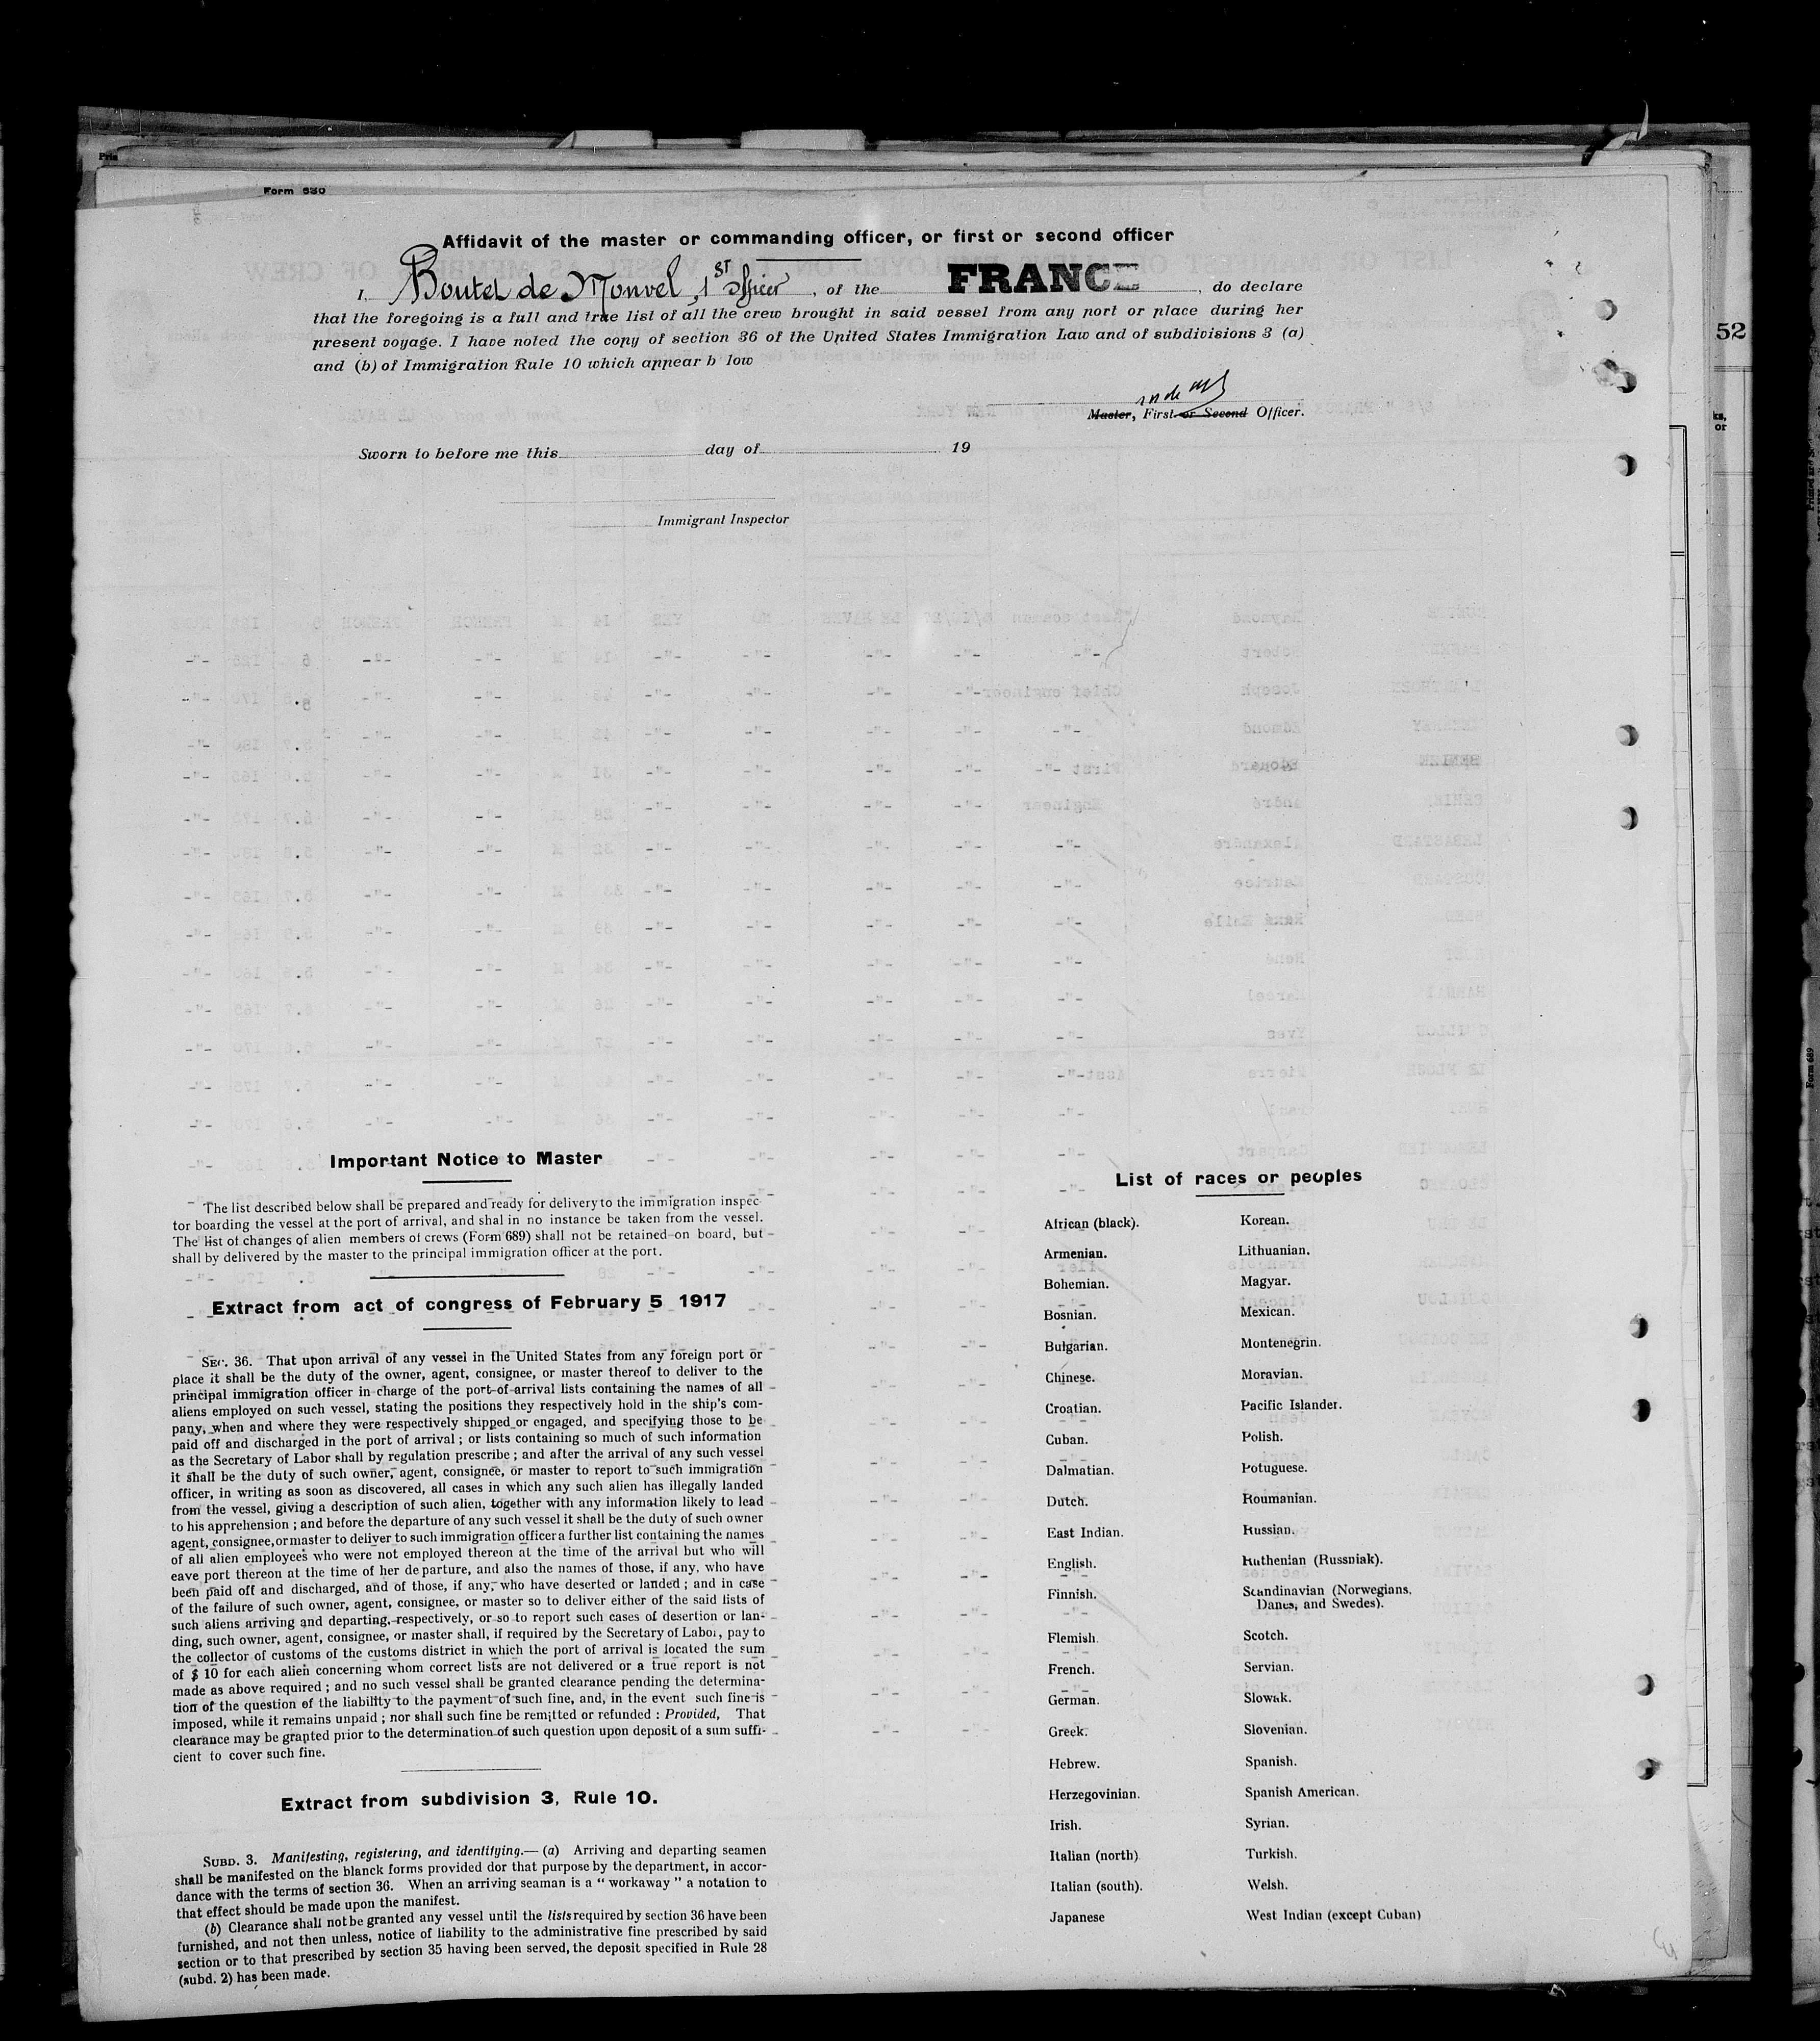 Form 680
Affidavit of the master or commanding officer, or first or second officer
I, Boutet de Monvel, 1ST officer, of the FRANCE, do declare
that the foregoing is a full and true list of all the crew brought in said vessel from any port or place during her
present voyage. I have noted the copy of section 36 of the United States Immigration Law and of subdivisions 3 (a)
and (b) of Immigration Rule 10 which appear b low
Master, First or Second Officer.
Sworn to before me this day of 19
Immigrant Inspector
52
Important Notice to Master
The list described below shall be prepared and ready for delivery to the immigration inspec-
tor boarding the vessel at the port of arrival, and shal in no instance be taken from the vessel.
The list of changes of alien members of crews (Form 689) shall not be retained on board, but
shall by delivered by the master to the principal immigration officer at the port.
Extract from act of congress of February 5 1917
SEC. 36. That upon arrival of any vessel in the United States from any foreign port or
place it shall be the duty of the owner, agent, consignee, or master thereof to deliver to the
principal immigration officer in charge of the port of arrival lists containing the names of all
aliens employed on such vessel, stating the positions they respectively hold in the ship's com-
pany, when and where they were respectively shipped or engaged, and specifying those to be
paid off and discharged in the port of arrival ; or lists containing so much of such information
as the Secretary of Labor shall by regulation prescribe ; and after the arrival of any such vessel
it shall be the duty of such owner, agent, consignee, or master to report to such immigration
officer, in writing as soon as discovered, all cases in which any such alien has illegally landed
from the vessel, giving a description of such alien, together with any information likely to lead
to his apprehension ; and before the departure of any such vessel it shall be the duty of such owner
agent, consignee, or master to deliver to such immigration officer a further list containing the names
of all alien employees who were not employed thereon at the time of the arrival but who will
eave port thereon at the time of her departure, and also the names of those, if any, who have
been paid off and discharged, and of those, if any, who have deserted or landed ; and in case
of the failure of such owner, agent, consignee, or master so to deliver either of the said lists of
such aliens arriving and departing, respectively, or so to report such cases of desertion or lan-
ding, such owner, agent, consignee, or master shall, if required by the Secretary of Labor, pay to
the collector of customs of the customs district in which the port of arrival is located the sum
of $ 10 for each alien concerning whom correct lists are not delivered or a true report is not
made as above required ; and no such vessel shall be granted clearance pending the determina-
tion of the question of the liability to the payment of such fine, and, in the event such fine is
imposed, while it remains unpaid ; nor shall such fine be remitted or refunded : Provided, That
clearance may be granted prior to the determination of such question upon deposit of a sum suffi-
cient to cover such fine.
Extract from subdivision 3, Rule 10.
SUBD. 3. Manifesting, registering, and identifying.— (a) Arriving and departing seamen
shall be manifested on the blanck forms provided dor that purpose by the department, in accor-
dance with the terms of section 36. When an arriving seaman is a " workaway " a notation to
that effect should be made upon the manifest.
(b) Clearance shall not be granted any vessel until the lists required by section 36 have been
furnished, and not then unless, notice of liability to the administrative fine prescribed by said
section or to that prescribed by section 35 having been served, the deposit specified in Rule 28
(subd. 2) has been made.
List of races or peoples
African (black).
Armenian.
Bohemian.
Bosnian.
Bulgarian.
Chinese.
Croatian.
Cuban.
Dalmatian.
Dutch.
East Indian.
English.
Finnish.
Flemish
French.
German.
Greek.
Hebrew.
Herzegovinian.
Irish.
Italian (north)
Italian (south).
Japanese
Korean.
Lithuanian.
Magyar.
Mexican.
Montenegrin.
Moravian.
Pacific Islander.
Polish.
Potuguese.
Roumanian.
Russian.
Ruthenian (Russniak).
Scandinavian (Norwegians,
Danes, and Swedes).
Scotch.
Servian.
Slowak.
Slovenian.
Spanish.
Spanish American.
Syrian.
Turkish.
Welsh.
West Indian (except Cuban)